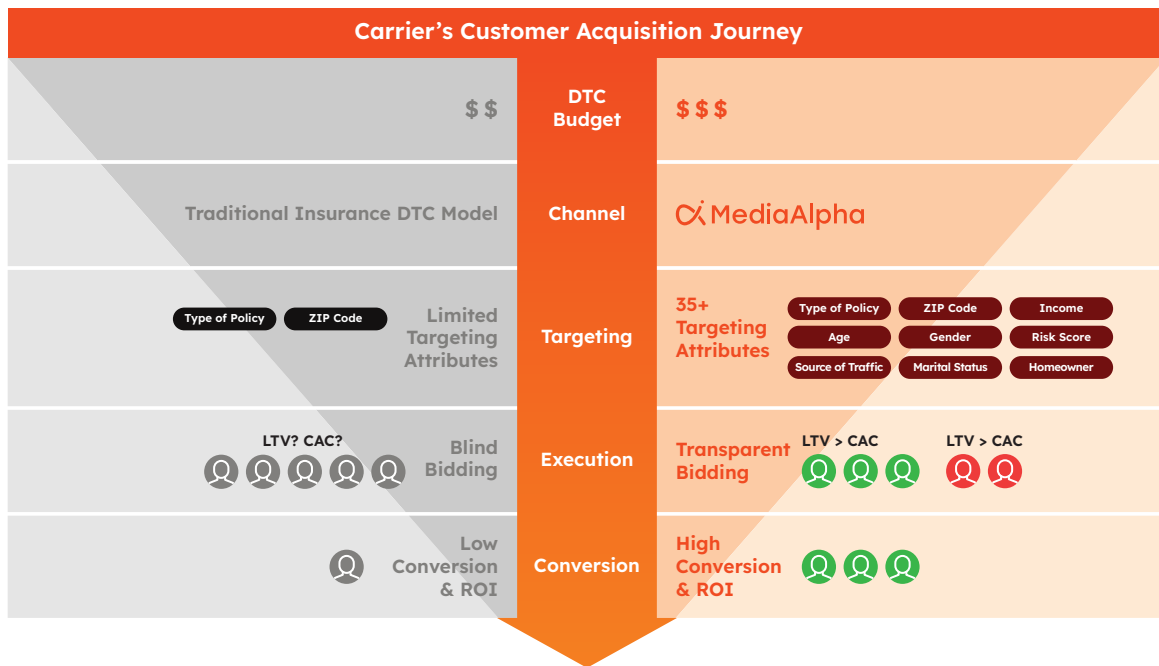 Carrier's Customer Acquisition Journey
$ $
DTC
Budget
$ $ $
Traditional Insurance DTC Model
Channel
MediaAlpha
Type of Policy
ZIP Code
Limited
Targeting
Attributes
Targeting
35+
Targeting
Attributes
Type of Policy
ZIP Code
Income
Age
Gender
Risk Score
Source of Traffic
Marital Status
Homeowner
LTV? CAC?
Blind
Bidding
Execution
Transparent
Bidding
LTV > CAC
LTV > CAC
Low
Conversion
& ROI
Conversion
High
Conversion
& ROI